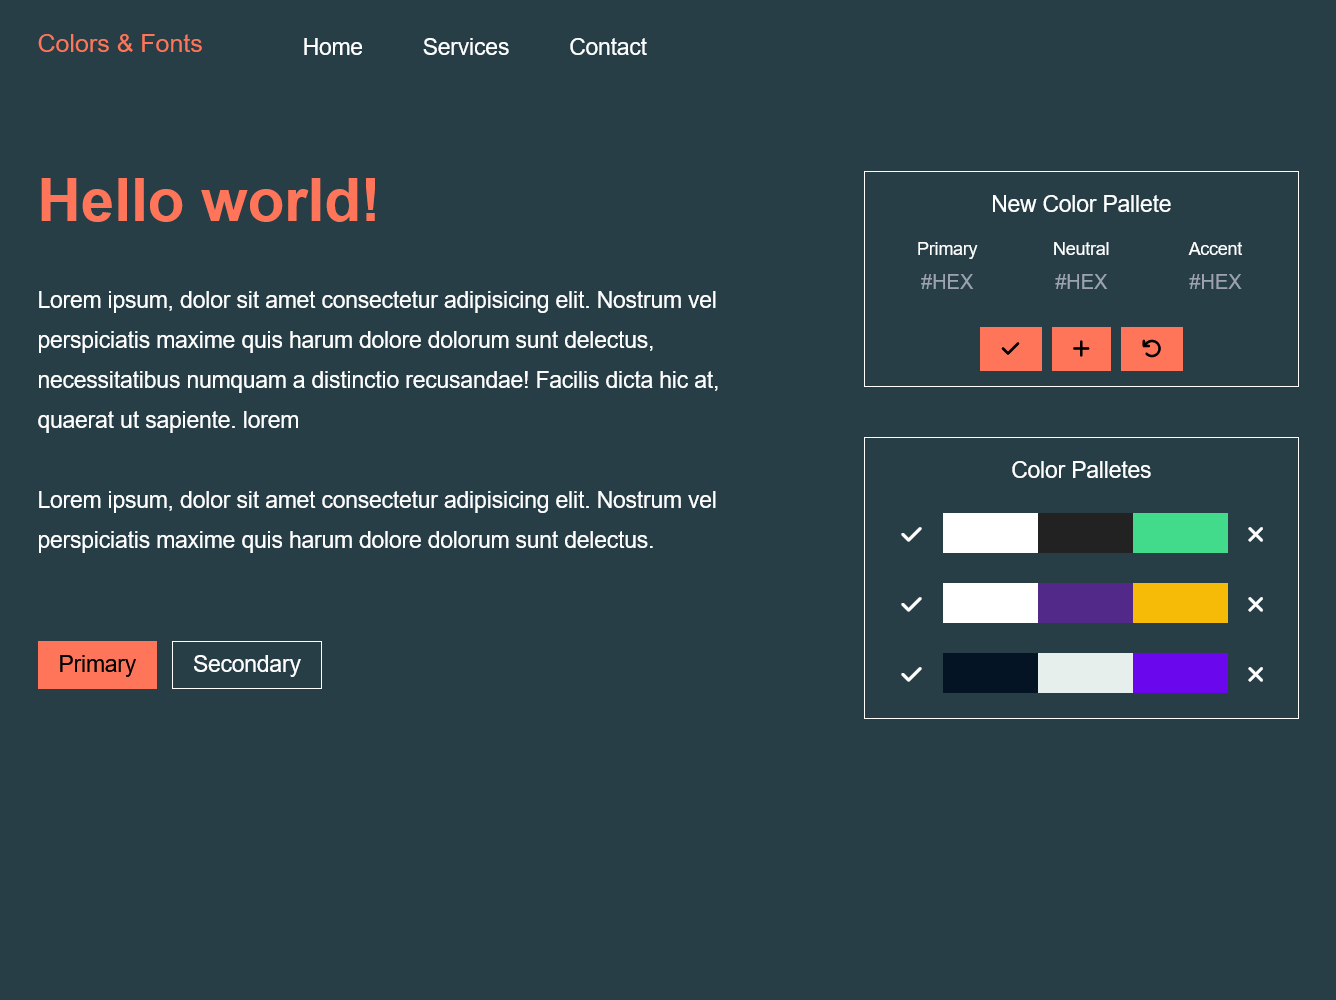 Colors & Fonts
Home
Services
Contact
Hello world!
Lorem ipsum, dolor sit amet consectetur adipisicing elit. Nostrum vel
perspiciatis maxime quis harum dolore dolorum sunt delectus,
necessitatibus numquam a distinctio recusandae! Facilis dicta hic at,
quaerat ut sapiente. lorem
Lorem ipsum, dolor sit amet consectetur adipisicing elit. Nostrum vel
perspiciatis maxime quis harum dolore dolorum sunt delectus.
Primary
Secondary
New Color Pallete
Primary
Neutral
Accent
#HEX
#HEX
#HEX
Color Palletes